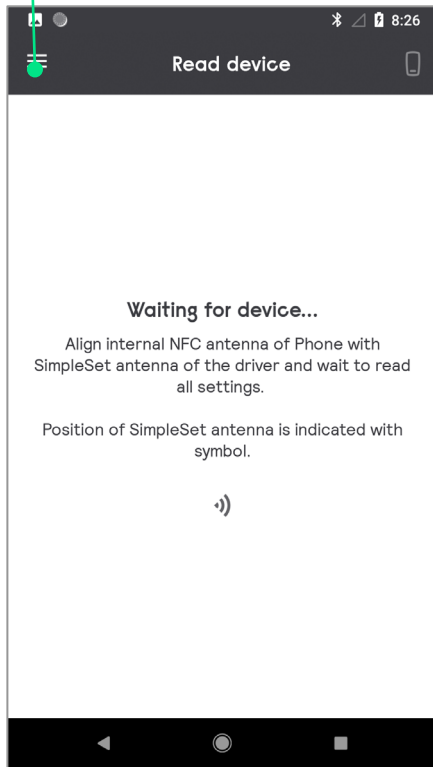 8:26
Read device
Waiting for device...
Align internal NFC antenna of Phone with
SimpleSet antenna of the driver and wait to read
all settings.
Position of SimpleSet antenna is indicated with
symbol.